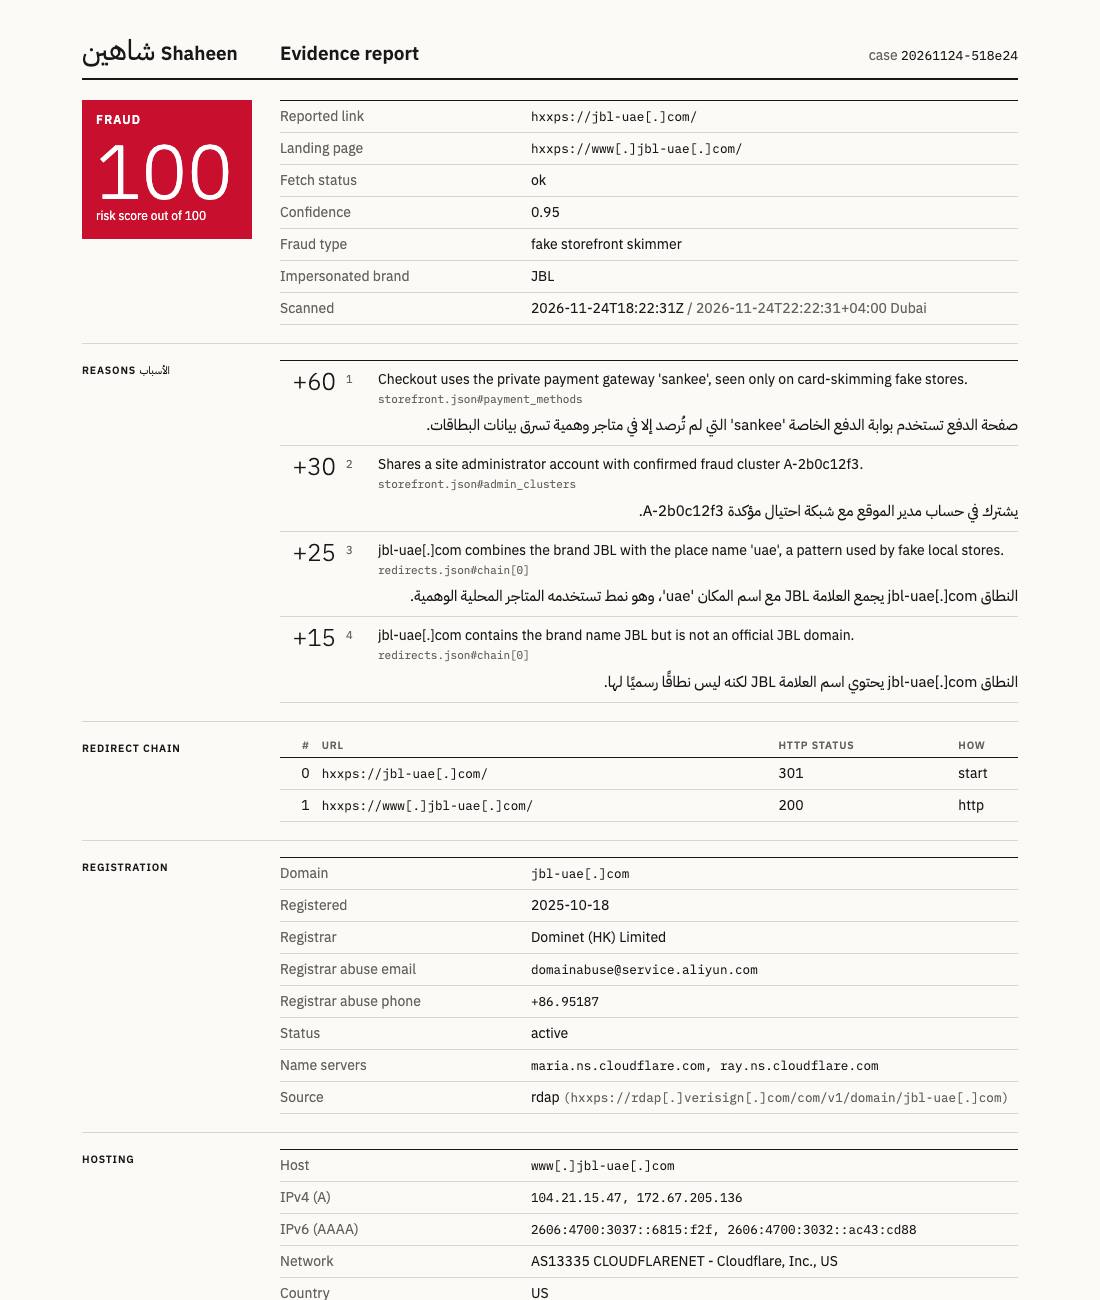 شاهين Shaheen
Evidence report
case 20261124-518e24
FRAUD
100
risk score out of 100
Reported link hxxps://jbl-uae[.]com/
Landing page hxxps://www[.]jbl-uae[.]com/
Fetch status ok
Confidence 0.95
Fraud type fake storefront skimmer
Impersonated brand JBL
Scanned 2026-11-24T18:22:31Z / 2026-11-24T22:22:31+04:00 Dubai
REASONS الأسباب
+60 1 Checkout uses the private payment gateway 'sankee', seen only on card-skimming fake stores.
storefront.json#payment_methods
صفحة الدفع تستخدم بوابة الدفع الخاصة 'sankee' التي لم تُرصد إلا في متاجر وهمية تسرق بيانات البطاقات.
+30 2 Shares a site administrator account with confirmed fraud cluster A-2b0c12f3.
storefront.json#admin_clusters
يشترك في حساب مدير الموقع مع شبكة احتيال مؤكدة A-2b0c12f3.
+25 3 jbl-uae[.]com combines the brand JBL with the place name 'uae', a pattern used by fake local stores.
redirects.json#chain[0]
النطاق jbl-uae[.]com يجمع العلامة JBL مع اسم المكان 'uae'، وهو نمط تستخدمه المتاجر المحلية الوهمية.
+15 4 jbl-uae[.]com contains the brand name JBL but is not an official JBL domain.
redirects.json#chain[0]
النطاق jbl-uae[.]com يحتوي اسم العلامة JBL لكنه ليس نطاقًا رسميًا لها.
REDIRECT CHAIN
# URL HTTP STATUS HOW
0 hxxps://jbl-uae[.]com/ 301 start
1 hxxps://www[.]jbl-uae[.]com/ 200 http
REGISTRATION
Domain jbl-uae[.]com
Registered 2025-10-18
Registrar Dominet (HK) Limited
Registrar abuse email domainabuse@service.aliyun.com
Registrar abuse phone +86.95187
Status active
Name servers maria.ns.cloudflare.com, ray.ns.cloudflare.com
Source rdap (hxxps://rdap[.]verisign[.]com/com/v1/domain/jbl-uae[.]com)
HOSTING
Host www[.]jbl-uae[.]com
IPv4 (A) 104.21.15.47, 172.67.205.136
IPv6 (AAAA) 2606:4700:3037::6815:f2f, 2606:4700:3032::ac43:cd88
Network AS13335 CLOUDFLARENET - Cloudflare, Inc., US
Country US